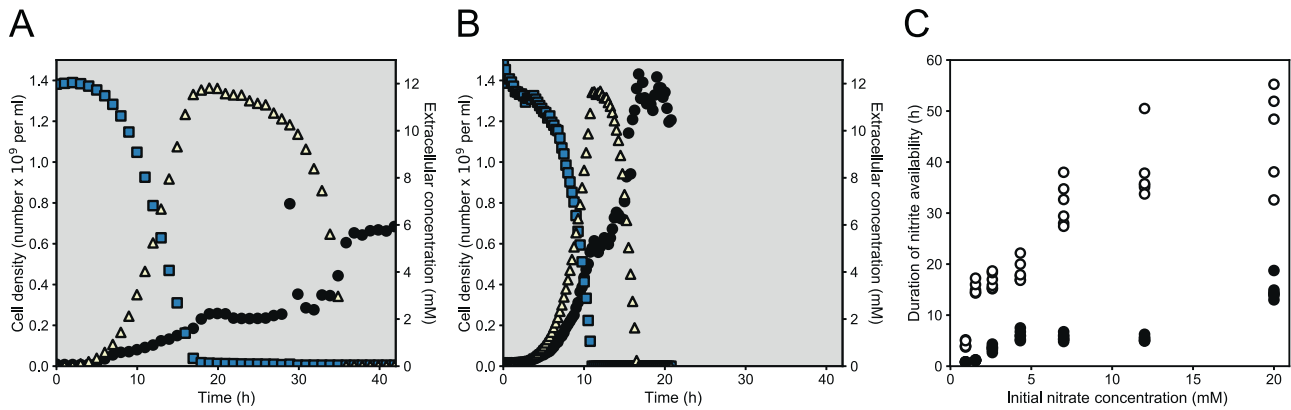 A
Cell density (number x 10⁹ per ml)
1.4
1.2
1.0
0.8
0.6
0.4
0.2
0.0
0 10 20 30 40
Time (h)
12
10
8
6
4
2
0
Extracellular concentration (mM)
B
Cell density (number x 10⁹ per ml)
1.4
1.2
1.0
0.8
0.6
0.4
0.2
0.0
0 10 20 30 40
Time (h)
12
10
8
6
4
2
0
Extracellular concentration (mM)
C
Duration of nitrite availability (h)
60
50
40
30
20
10
0
0 5 10 15 20
Initial nitrate concentration (mM)